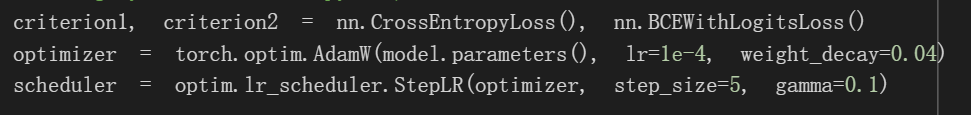 criterion1, criterion2 = nn.CrossEntropyLoss(), nn.BCEWithLogitsLoss()
optimizer = torch.optim.AdamW(model.parameters(), lr=1e-4, weight_decay=0.04)
scheduler = optim.lr_scheduler.StepLR(optimizer, step_size=5, gamma=0.1)